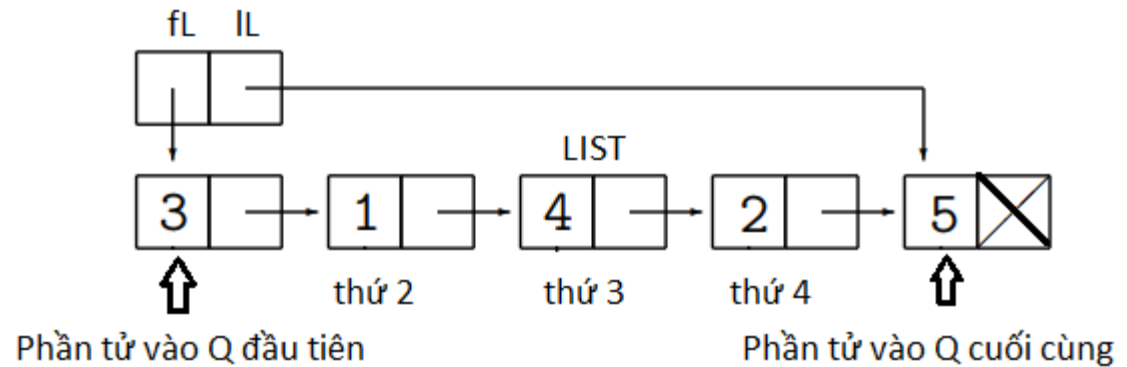 fL lL
LIST
3 1 4 2 5
thứ 2 thứ 3 thứ 4
Phần tử vào Q đầu tiên Phần tử vào Q cuối cùng